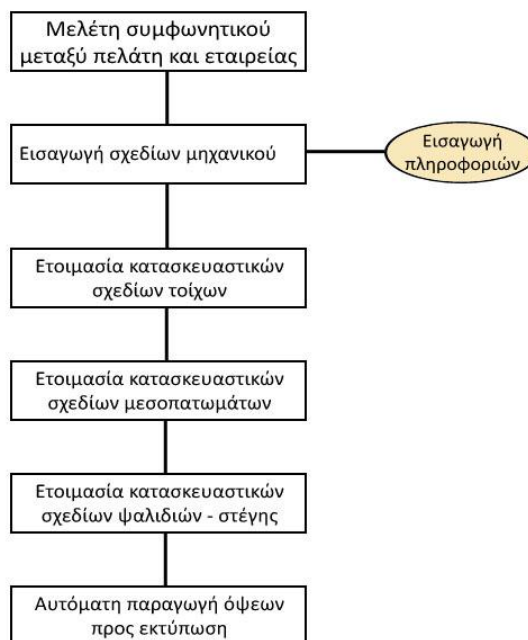 Μελέτη συμφωνητικού
μεταξύ πελάτη και εταιρείας
Εισαγωγή σχεδίων μηχανικού
Εισαγωγή
πληροφοριών
Ετοιμασία κατασκευαστικών
σχεδίων τοίχων
Ετοιμασία κατασκευαστικών
σχεδίων μεσοπατωμάτων
Ετοιμασία κατασκευαστικών
σχεδίων ψαλιδιών - στέγης
Αυτόματη παραγωγή όψεων
προς εκτύπωση